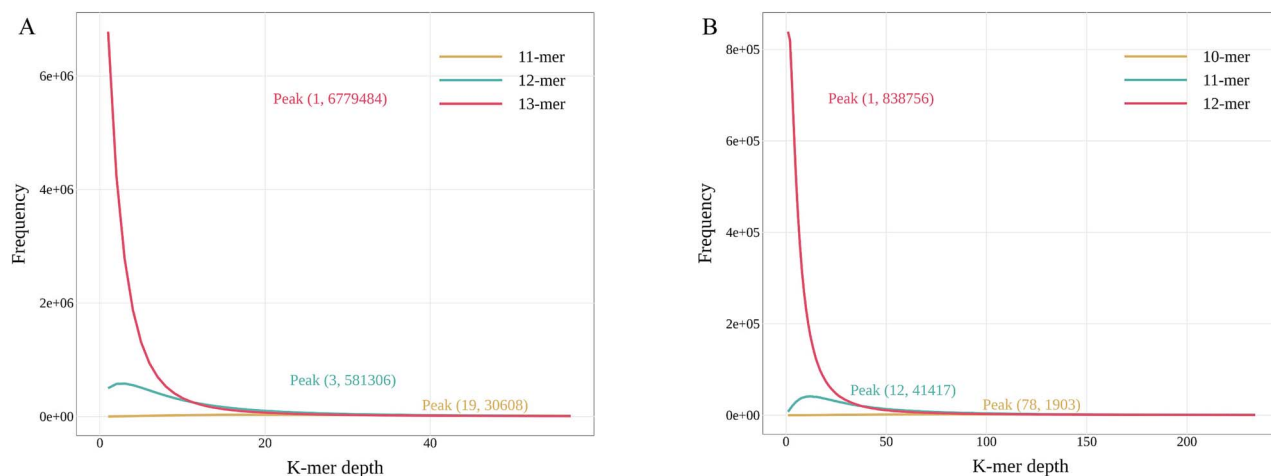 A
11-mer
12-mer
13-mer
Peak (1, 6779484)
Peak (3, 581306)
Peak (19, 30608)
6e+06
4e+06
2e+06
0e+00
Frequency
0
20
40
K-mer depth
B
10-mer
11-mer
12-mer
Peak (1, 838756)
Peak (12, 41417)
Peak (78, 1903)
8e+05
6e+05
4e+05
2e+05
0e+00
Frequency
0
50
100
150
200
K-mer depth